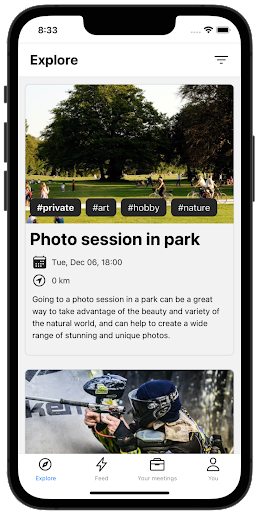 8:33
Explore
#private #art #hobby #nature
Photo session in park
Tue, Dec 06, 18:00
0 km
Going to a photo session in a park can be a great
way to take advantage of the beauty and variety of
the natural world, and can help to create a wide
range of stunning and unique photos.
Explore Feed Your meetings You